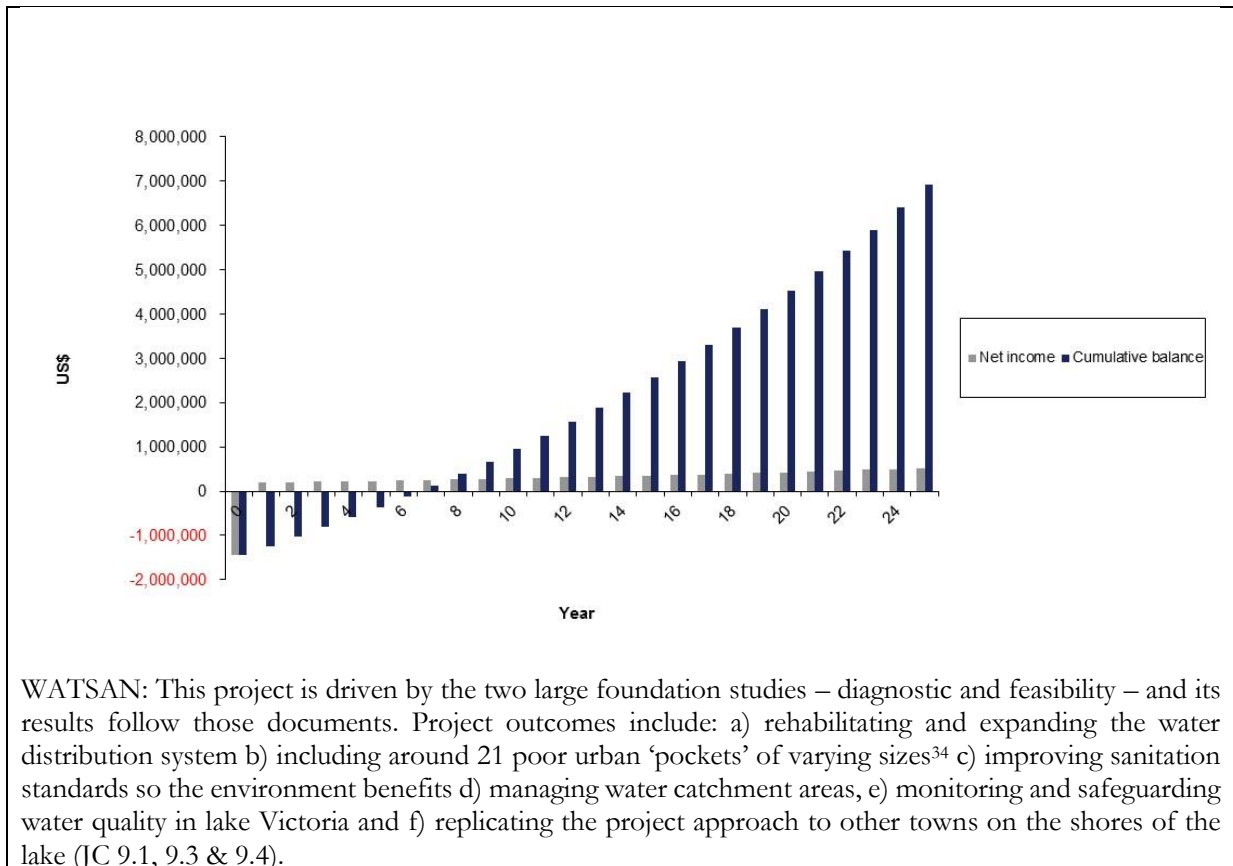 8,000,000
7,000,000
6,000,000
5,000,000
4,000,000
3,000,000
2,000,000
1,000,000
0
-1,000,000
-2,000,000
US$
0 2 4 6 8 10 12 14 16 18 20 22 24
Year
Net income Cumulative balance
WATSAN: This project is driven by the two large foundation studies – diagnostic and feasibility – and its
results follow those documents. Project outcomes include: a) rehabilitating and expanding the water
distribution system b) including around 21 poor urban ‘pockets’ of varying sizes³⁴ c) improving sanitation
standards so the environment benefits d) managing water catchment areas, e) monitoring and safeguarding
water quality in lake Victoria and f) replicating the project approach to other towns on the shores of the
lake (JC 9.1, 9.3 & 9.4).